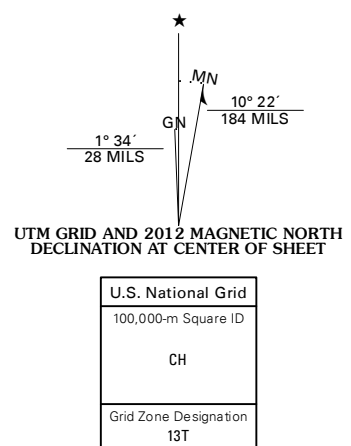 MN
GN
10° 22´
184 MILS
1° 34´
28 MILS
UTM GRID AND 2012 MAGNETIC NORTH
DECLINATION AT CENTER OF SHEET
U.S. National Grid
100,000-m Square ID
CH
Grid Zone Designation
13T